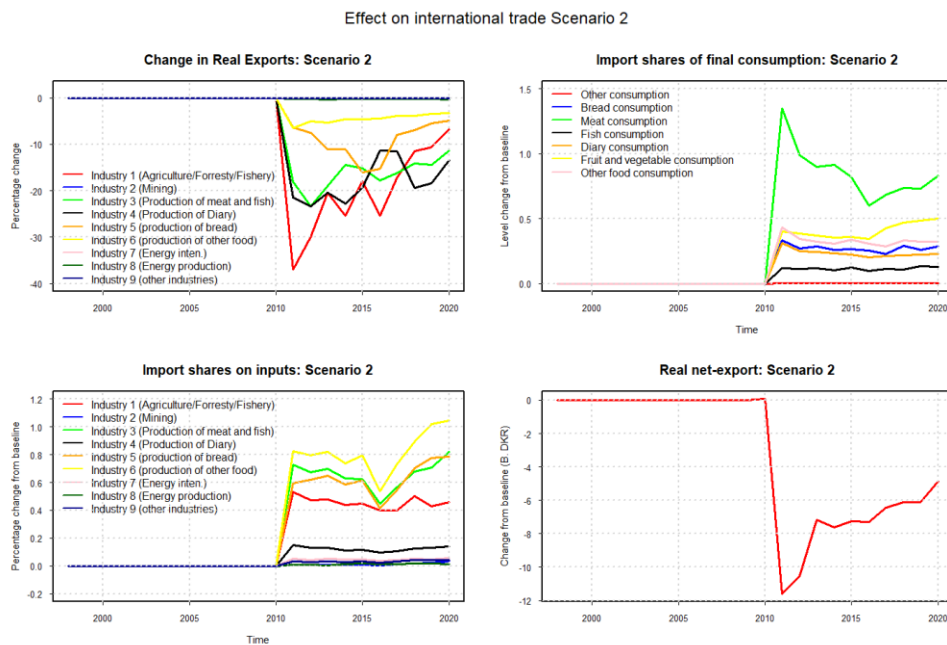 Effect on international trade Scenario 2
Change in Real Exports: Scenario 2
Percentage change
0
-10
-20
-30
-40
Industry 1 (Agriculture/Forresty/Fishery)
Industry 2 (Mining)
Industry 3 (Production of meat and fish)
Industry 4 (Production of Diary)
Industry 5 (production of bread)
Industry 6 (production of other food)
Industry 7 (Energy inten.)
Industry 8 (Energy production)
Industry 9 (other industries)
2000
2005
2010
2015
2020
Import shares of final consumption: Scenario 2
Level change from baseline
1.5
1.0
0.5
0.0
Other consumption
Bread consumption
Meat consumption
Fish consumption
Diary consumption
Fruit and vegetable consumption
Other food consumption
2000
2005
2010
2015
2020
Time
Import shares on inputs: Scenario 2
Percentage change from baseline
1.2
1.0
0.8
0.6
0.4
0.2
0.0
-0.2
Industry 1 (Agriculture/Forresty/Fishery)
Industry 2 (Mining)
Industry 3 (Production of meat and fish)
Industry 4 (Production of Diary)
Industry 5 (production of bread)
Industry 6 (production of other food)
Industry 7 (Energy inten.)
Industry 8 (Energy production)
Industry 9 (other industries)
2000
2005
2010
2015
2020
Time
Real net-export: Scenario 2
Change from baseline (B. DKR)
0
-2
-4
-6
-8
-10
-12
2000
2005
2010
2015
2020